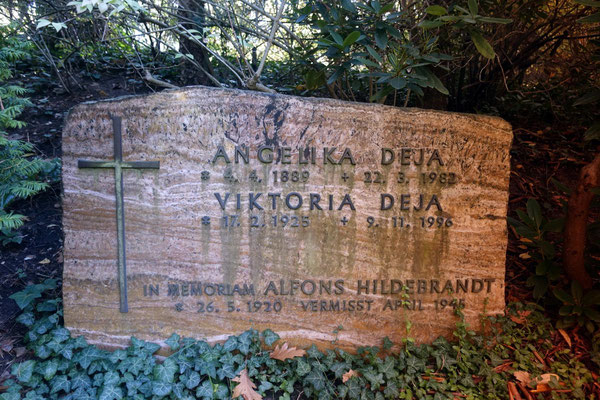 ANGELIKA DEJA
* 4. 4. 1889 + 22. 3. 1982
VIKTORIA DEJA
* 17. 2. 1925 + 9. 11. 1996
IN MEMORIAM ALFONS HILDEBRANDT
* 26. 5. 1920 VERMISST APRIL 1945